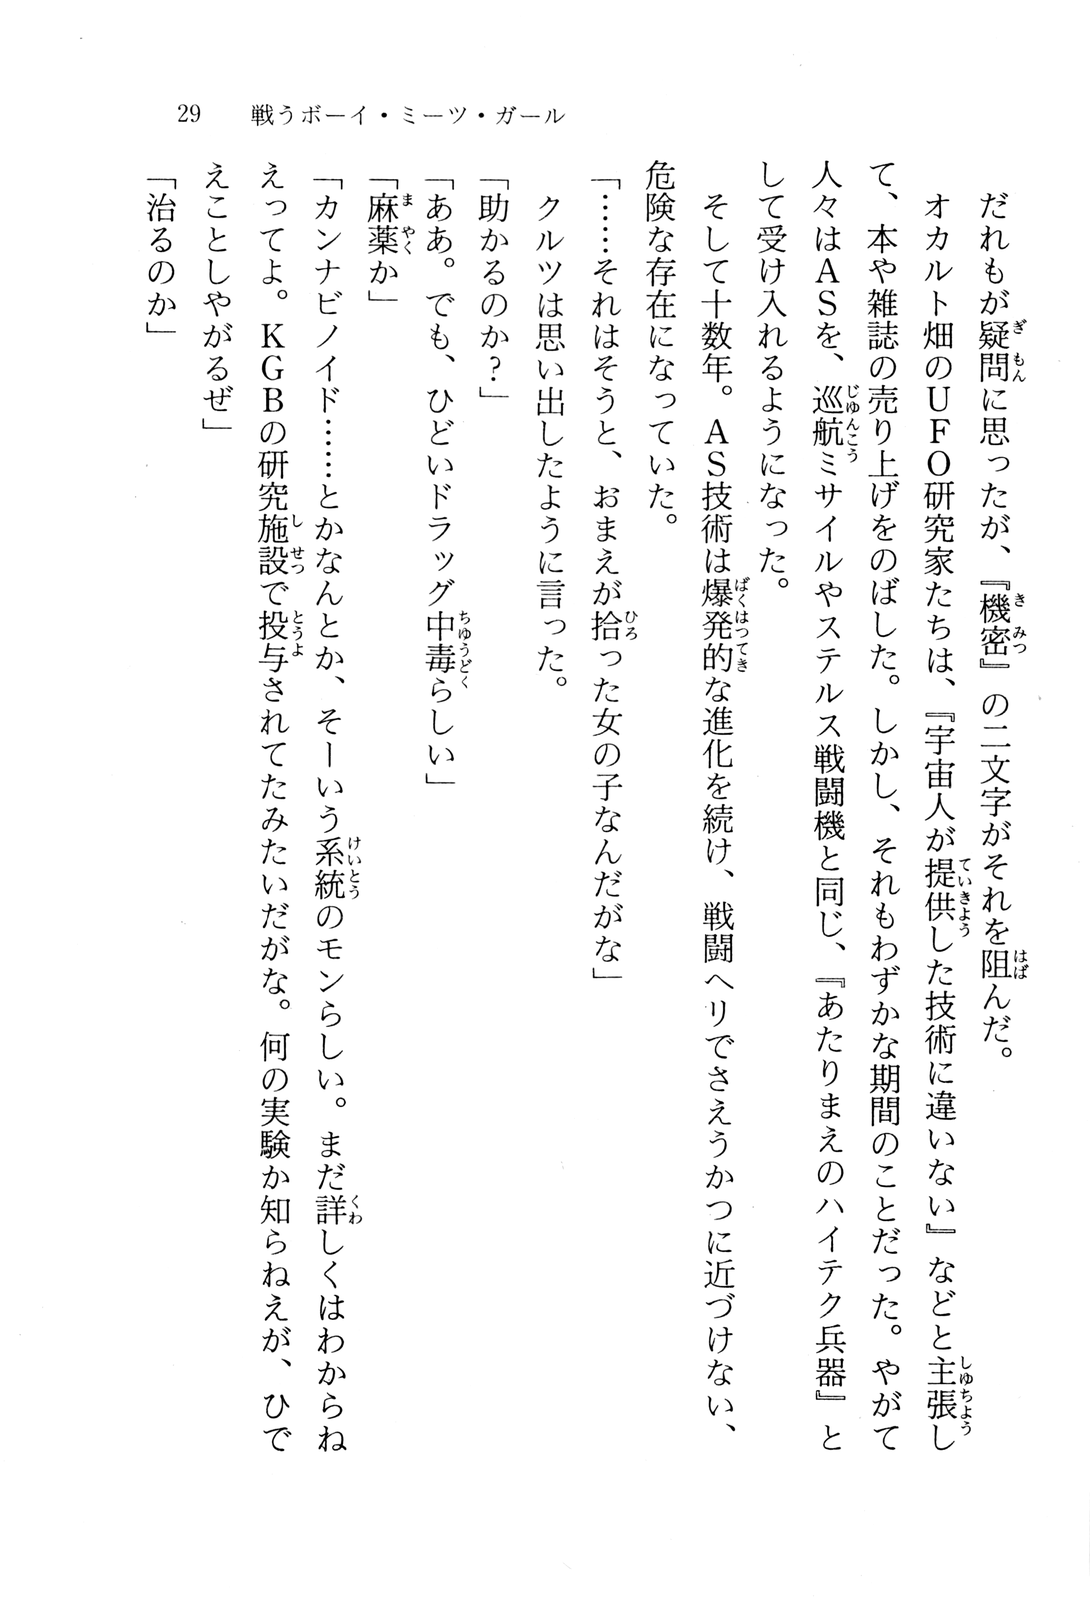 29 戦うボーイ・ミーツ・ガール
だれもが疑問に思ったが、『機密』の二文字がそれを阻んだ。
オカルト畑のUFO研究家たちは、『宇宙人が提供した技術に違いない』などと主張し
て、本や雑誌の売り上げをのばした。しかし、それもわずかな期間のことだった。やがて
人々はASを、巡航ミサイルやステルス戦闘機と同じ、『あたりまえのハイテク兵器』と
して受け入れるようになった。
そして十数年。AS技術は爆発的な進化を続け、戦闘ヘリでさえうかつに近づけない、
危険な存在になっていた。
「……それはそうと、おまえが拾った女の子なんだがな」
クルツは思い出したように言った。
「助かるのか？」
「ああ。でも、ひどいドラッグ中毒らしい」
「麻薬か」
「カンナビノイド……とかなんとか、そーいう系統のモンらしい。まだ詳しくはわからね
えってよ。KGBの研究施設で投与されてたみたいだがな。何の実験か知らねえが、ひで
えことしやがるぜ」
「治るのか」